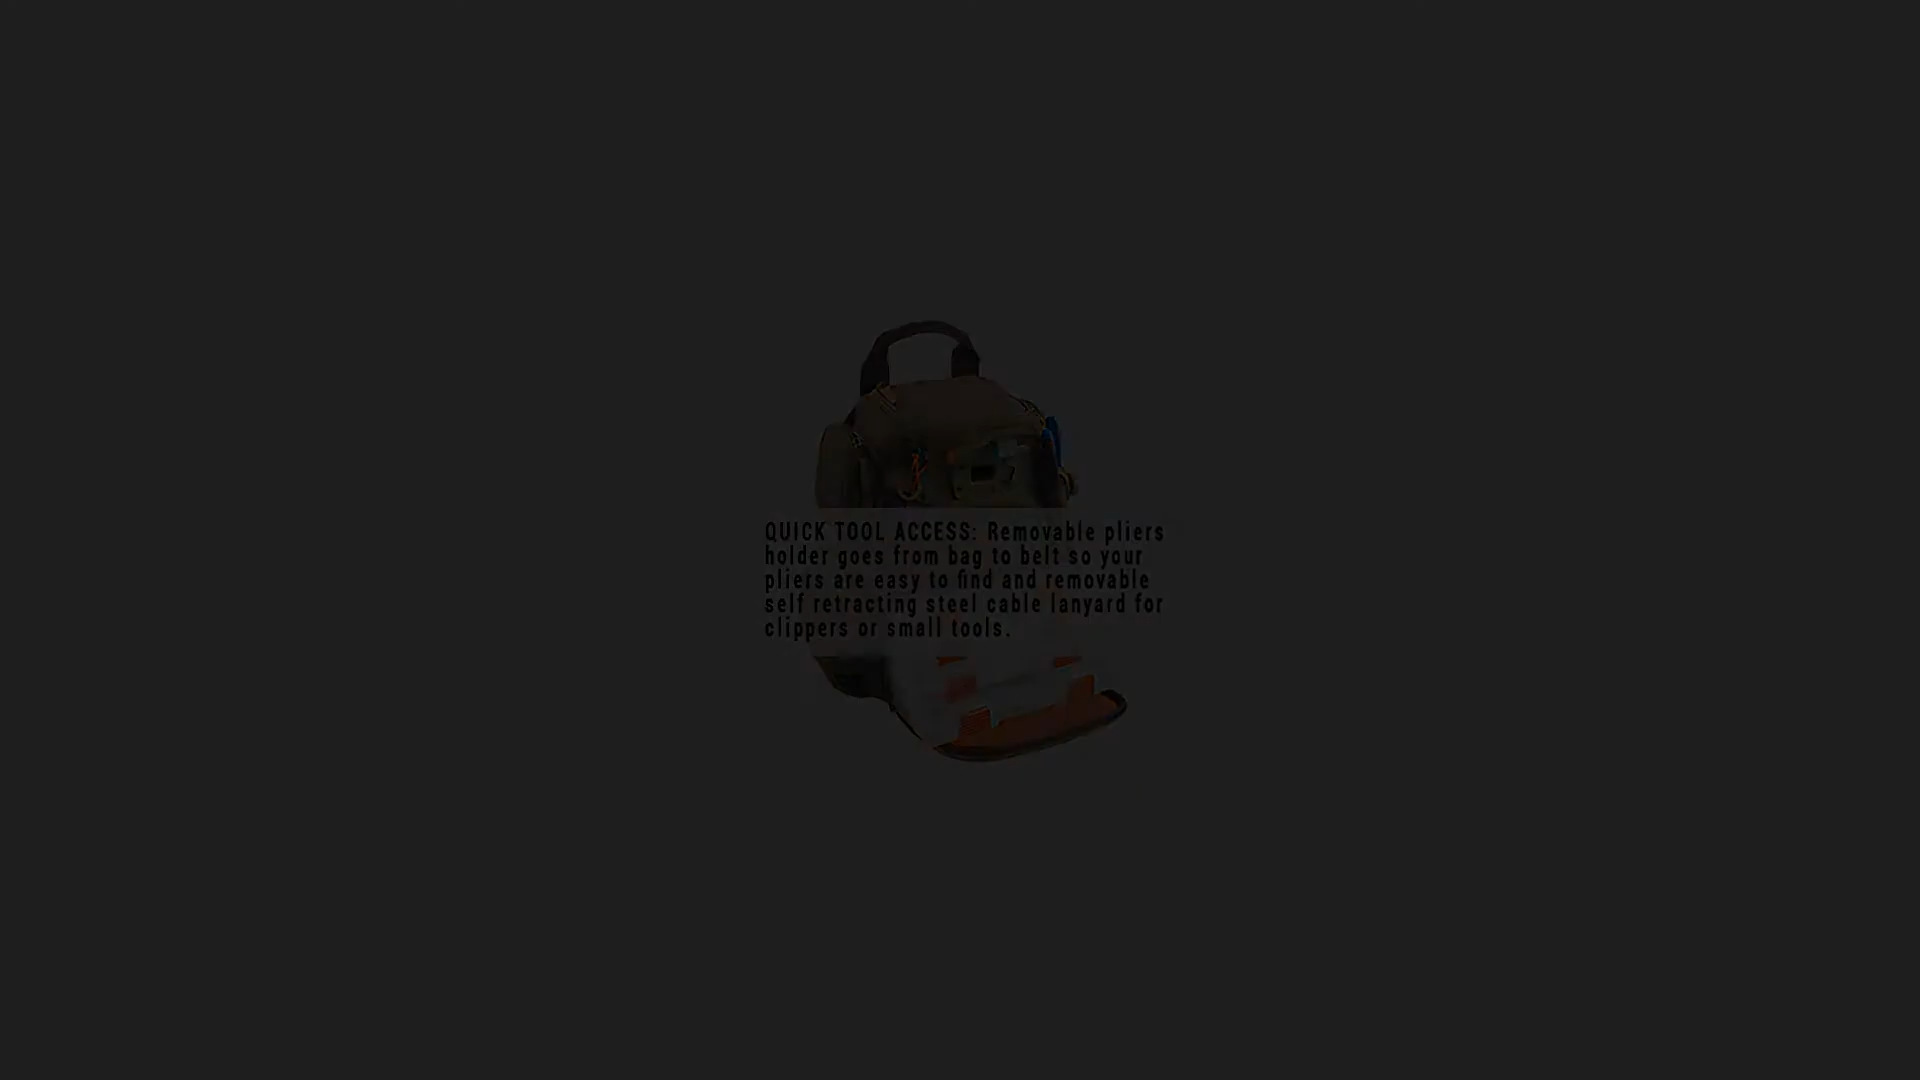 QUICK TOOL ACCESS: Removable pliers
holder goes from bag to belt so your
pliers are easy to find and removable
self retracting steel cable lanyard for
clippers or small tools.